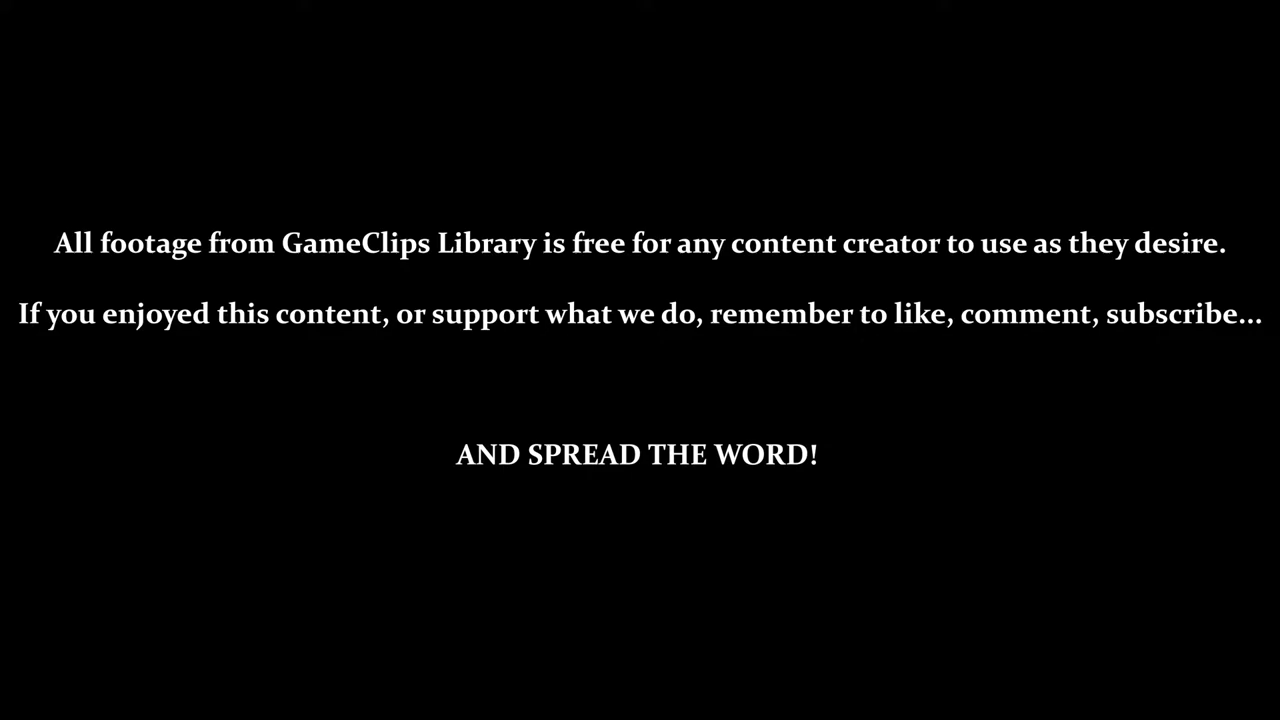 All footage from GameClips Library is free for any content creator to use as they desire.
If you enjoyed this content, or support what we do, remember to like, comment, subscribe...
AND SPREAD THE WORD!